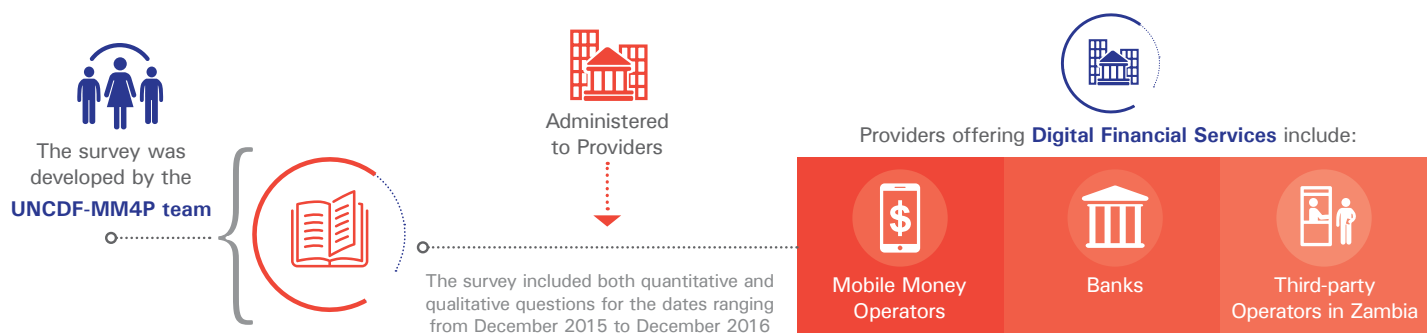 The survey was
developed by the
UNCDF-MM4P team
Administered
to Providers
The survey included both quantitative and
qualitative questions for the dates ranging
from December 2015 to December 2016
Providers offering Digital Financial Services include:
$
Mobile Money
Operators
Banks
Third-party
Operators in Zambia